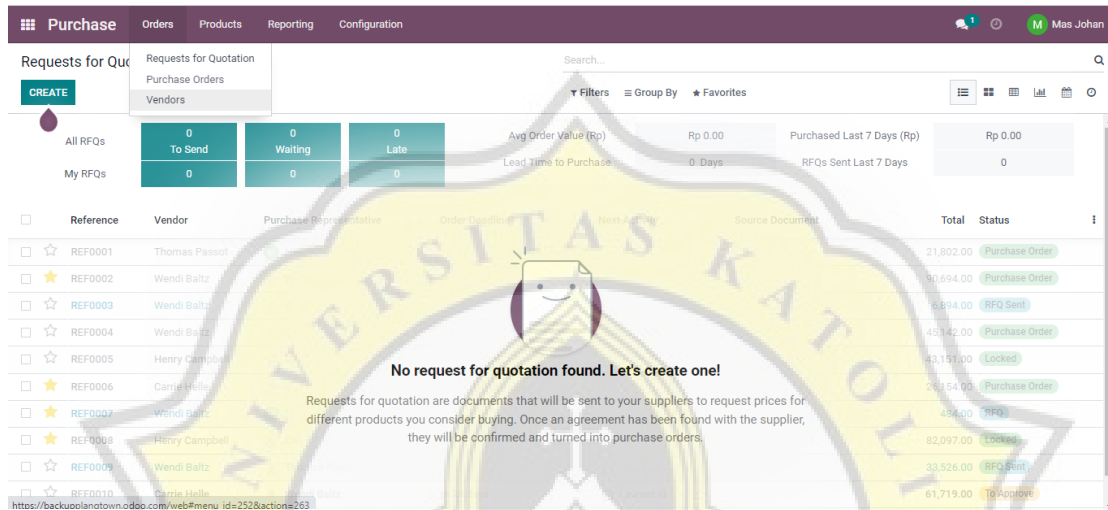 Purchase Orders Products Reporting Configuration 1 M Mas Johan
Requests for Quo
Requests for Quotation
Purchase Orders
Vendors
Search...
CREATE
Filters Group By Favorites
All RFQs 0 To Send 0 Waiting 0 Late
My RFQs 0 0 0
Avg Order Value (Rp) Rp 0.00 Purchased Last 7 Days (Rp) Rp 0.00
Lead Time to Purchase 0 Days RFQs Sent Last 7 Days 0
Reference Vendor Purchase Representative Order Deadline Next Activity Source Document Total Status
REF0001 Thomas Passot 21,802.00 Purchase Order
REF0002 Wendi Baltz 90,694.00 Purchase Order
REF0003 Wendi Baltz 6,894.00 RFQ Sent
REF0004 Wendi Baltz 45,142.00 Purchase Order
REF0005 Henry Campbell 43,151.00 Locked
REF0006 Carrie Helle 26,154.00 Purchase Order
REF0007 Wendi Baltz 484.00 RFQ
REF0008 Henry Campbell 82,097.00 Locked
REF0009 Wendi Baltz 33,526.00 RFQ Sent
REF0010 Carrie Helle 61,719.00 To Approve
No request for quotation found. Let's create one!
Requests for quotation are documents that will be sent to your suppliers to request prices for
different products you consider buying. Once an agreement has been found with the supplier,
they will be confirmed and turned into purchase orders.
https://backupplangtown.odoo.com/web#menu_id=252&action=263
UNIVERSITAS KATOLI